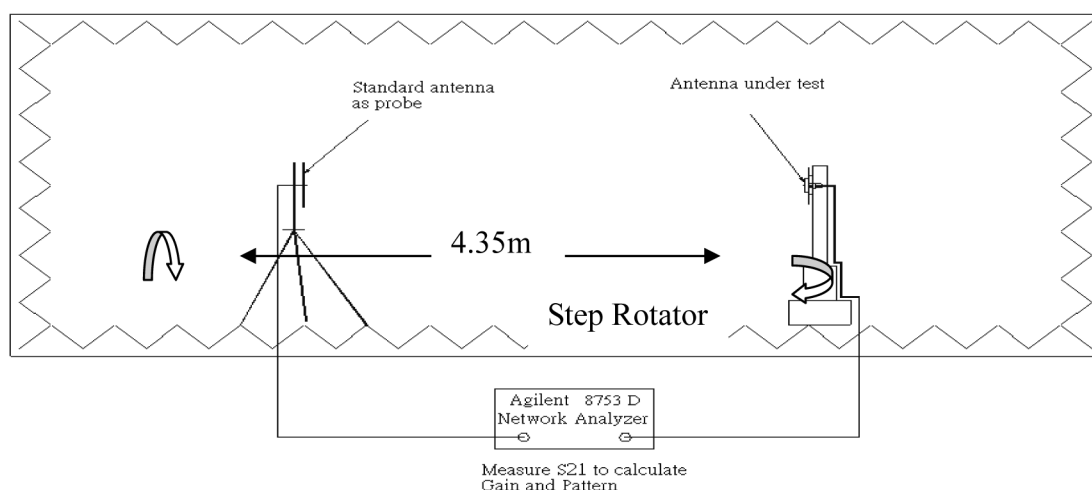 Standard antenna
as probe
Antenna under test
4.35m
Step Rotator
Agilent 8753 D
Network Analyzer
Measure S21 to calculate
Gain and Pattern